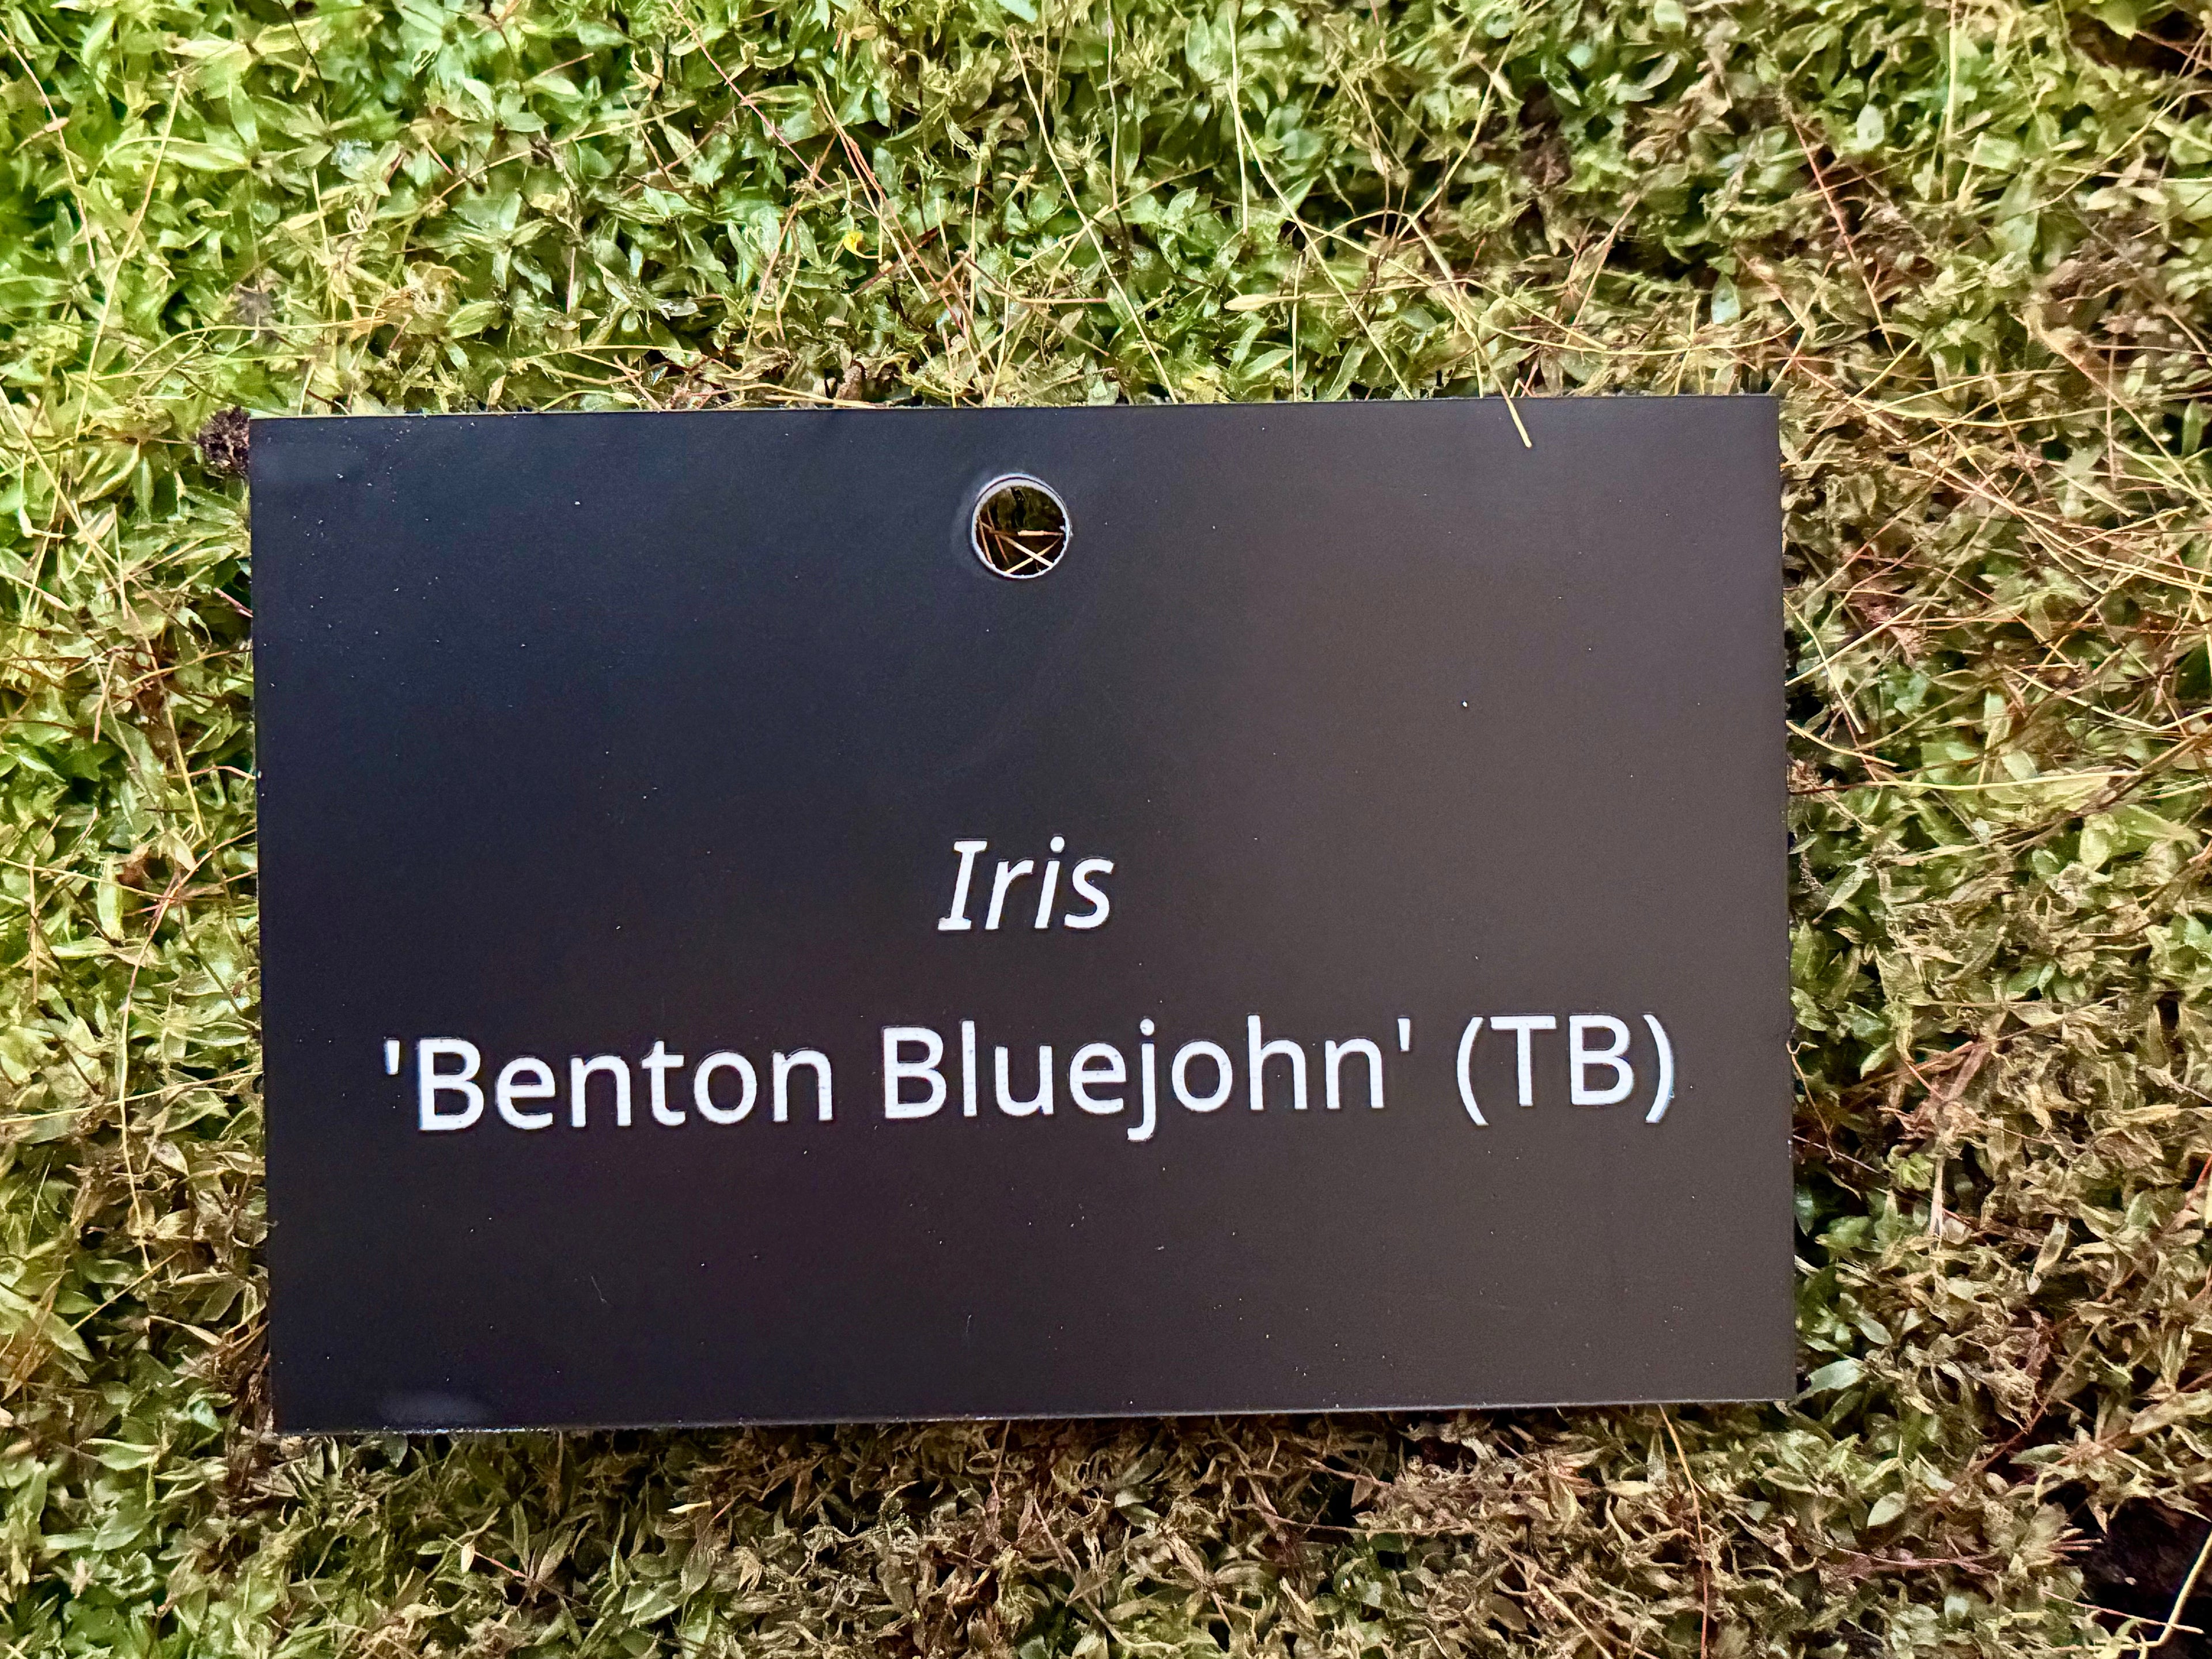 Iris
'Benton Bluejohn' (TB)